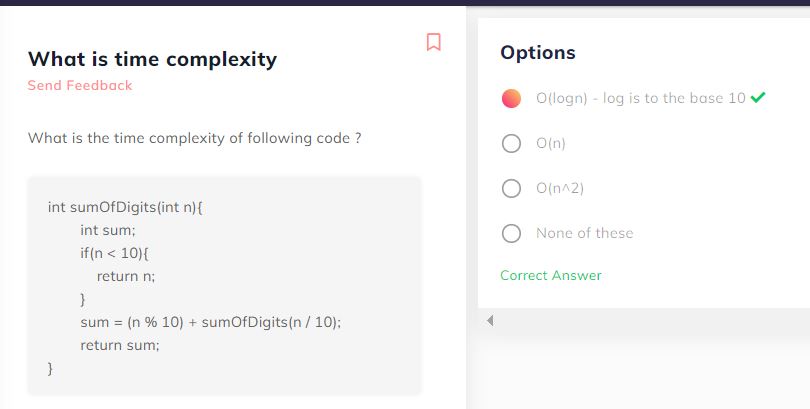 What is time complexity
Send Feedback
What is the time complexity of following code ?
int sumOfDigits(int n){
int sum;
if(n < 10){
return n;
}
sum = (n % 10) + sumOfDigits(n / 10);
return sum;
}
Options
O(logn) - log is to the base 10
O(n)
O(n^2)
None of these
Correct Answer